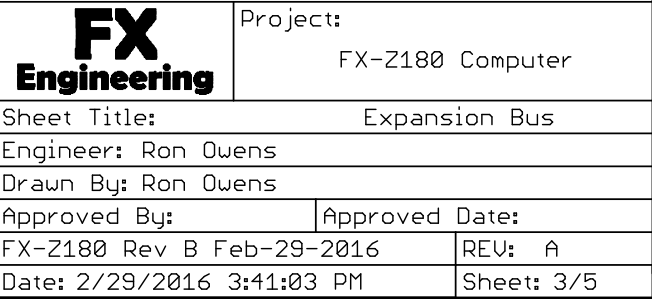 FX
Engineering
Project:
FX-Z180 Computer
Sheet Title: Expansion Bus
Engineer: Ron Owens
Drawn By: Ron Owens
Approved By: Approved Date:
FX-Z180 Rev B Feb-29-2016 REV: A
Date: 2/29/2016 3:41:03 PM Sheet: 3/5